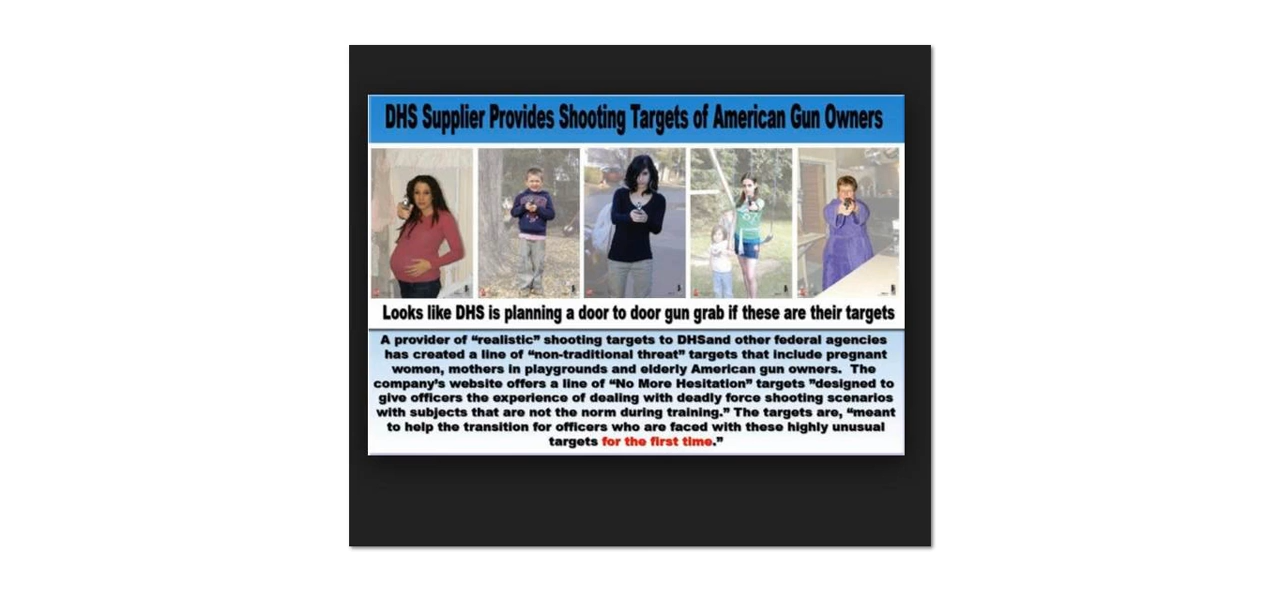 DHS Supplier Provides Shooting Targets of American Gun Owners
Looks like DHS is planning a door to door gun grab if these are their targets
A provider of “realistic” shooting targets to DHSand other federal agencies
has created a line of “non-traditional threat” targets that include pregnant
women, mothers in playgrounds and elderly American gun owners.  The
company’s website offers a line of “No More Hesitation” targets ”designed to
give officers the experience of dealing with deadly force shooting scenarios
with subjects that are not the norm during training.” The targets are, “meant
to help the transition for officers who are faced with these highly unusual
targets for the first time.”